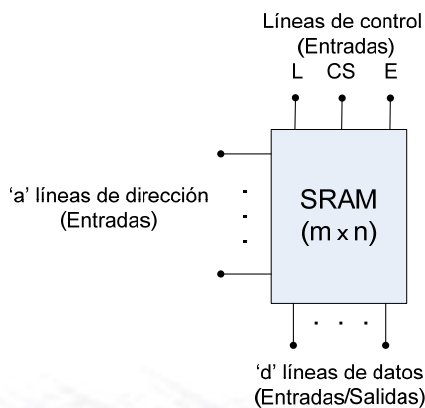 Líneas de control
(Entradas)
L CS E
'a' líneas de dirección
(Entradas)
SRAM
(m x n)
'd' líneas de datos
(Entradas/Salidas)